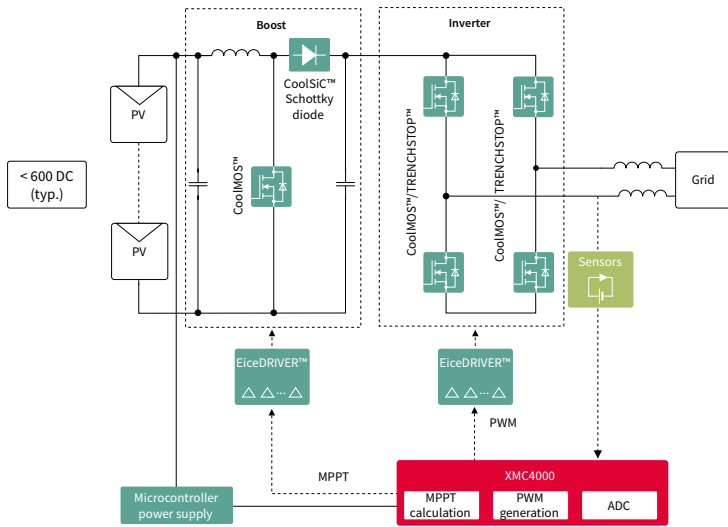 Boost
Inverter
CoolSiC™
Schottky
diode
PV
< 600 DC
(typ.)
CoolMOS™
CoolMOS™/TRENCHSTOP™
CoolMOS™/ TRENCHSTOP™
Grid
PV
Sensors
EiceDRIVER™
EiceDRIVER™
PWM
MPPT
XMC4000
Microcontroller
power supply
MPPT
calculation
PWM
generation
ADC